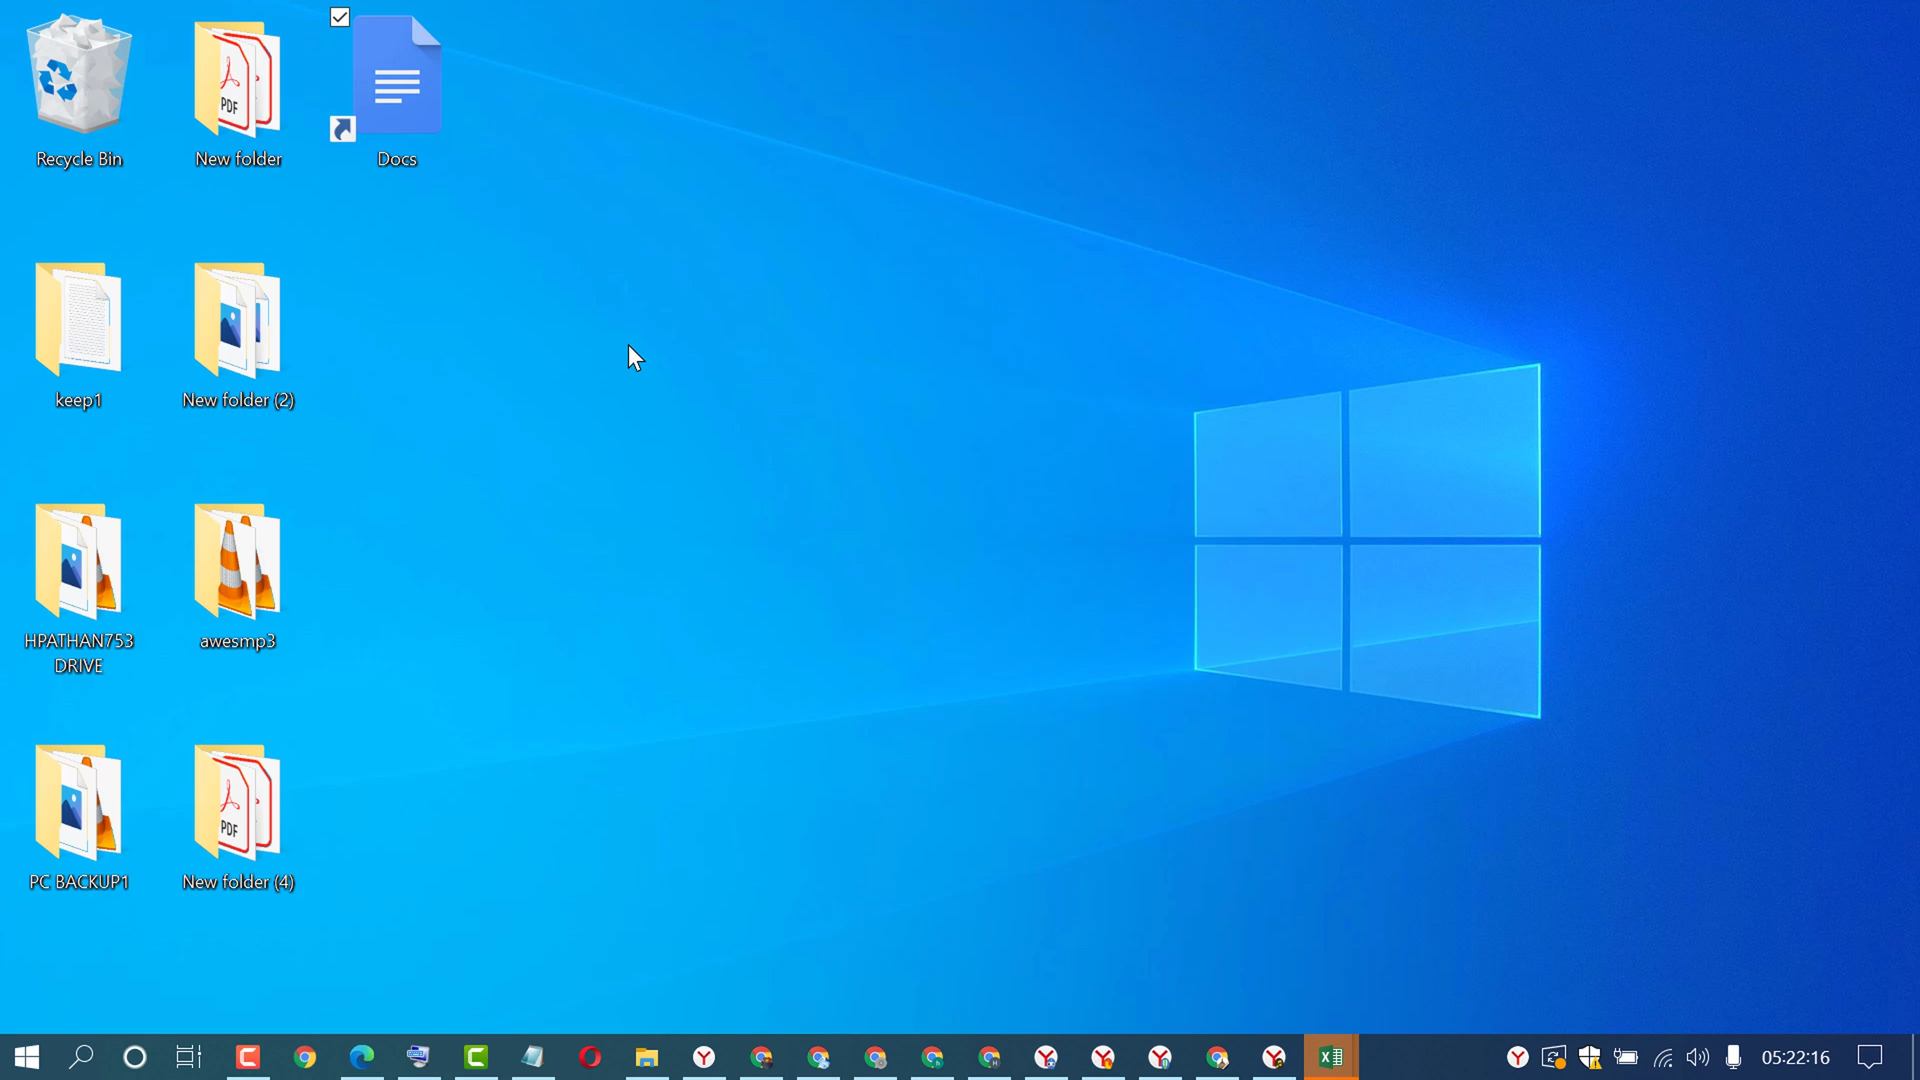 Recycle Bin
New folder
Docs
PDF
keep1
New folder (2)
HPATHAN753
DRIVE
awesmp3
PC BACKUP1
New folder (4)
PDF
05:22:16